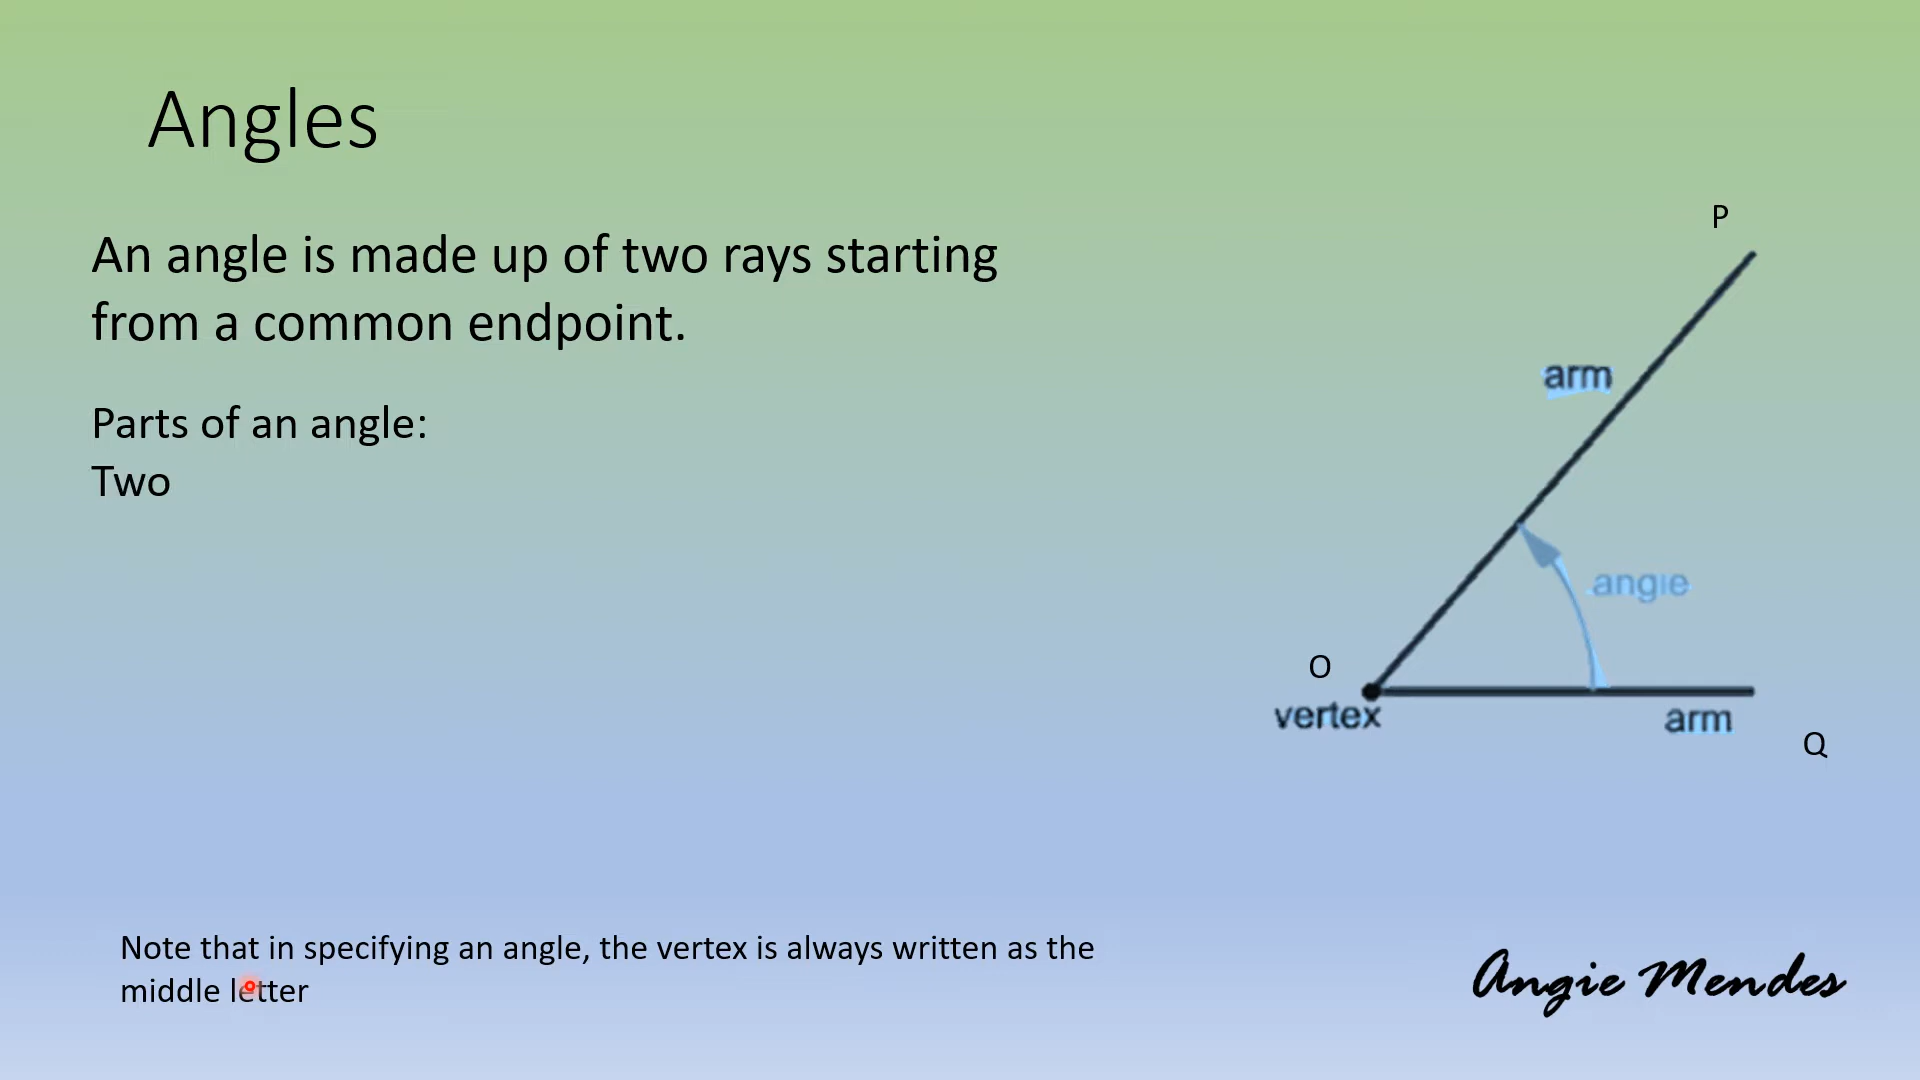 Angles
An angle is made up of two rays starting
from a common endpoint.
Parts of an angle:
Two
P
arm
angle
O
vertex
arm
Q
Note that in specifying an angle, the vertex is always written as the
middle letter
Angie Mendes